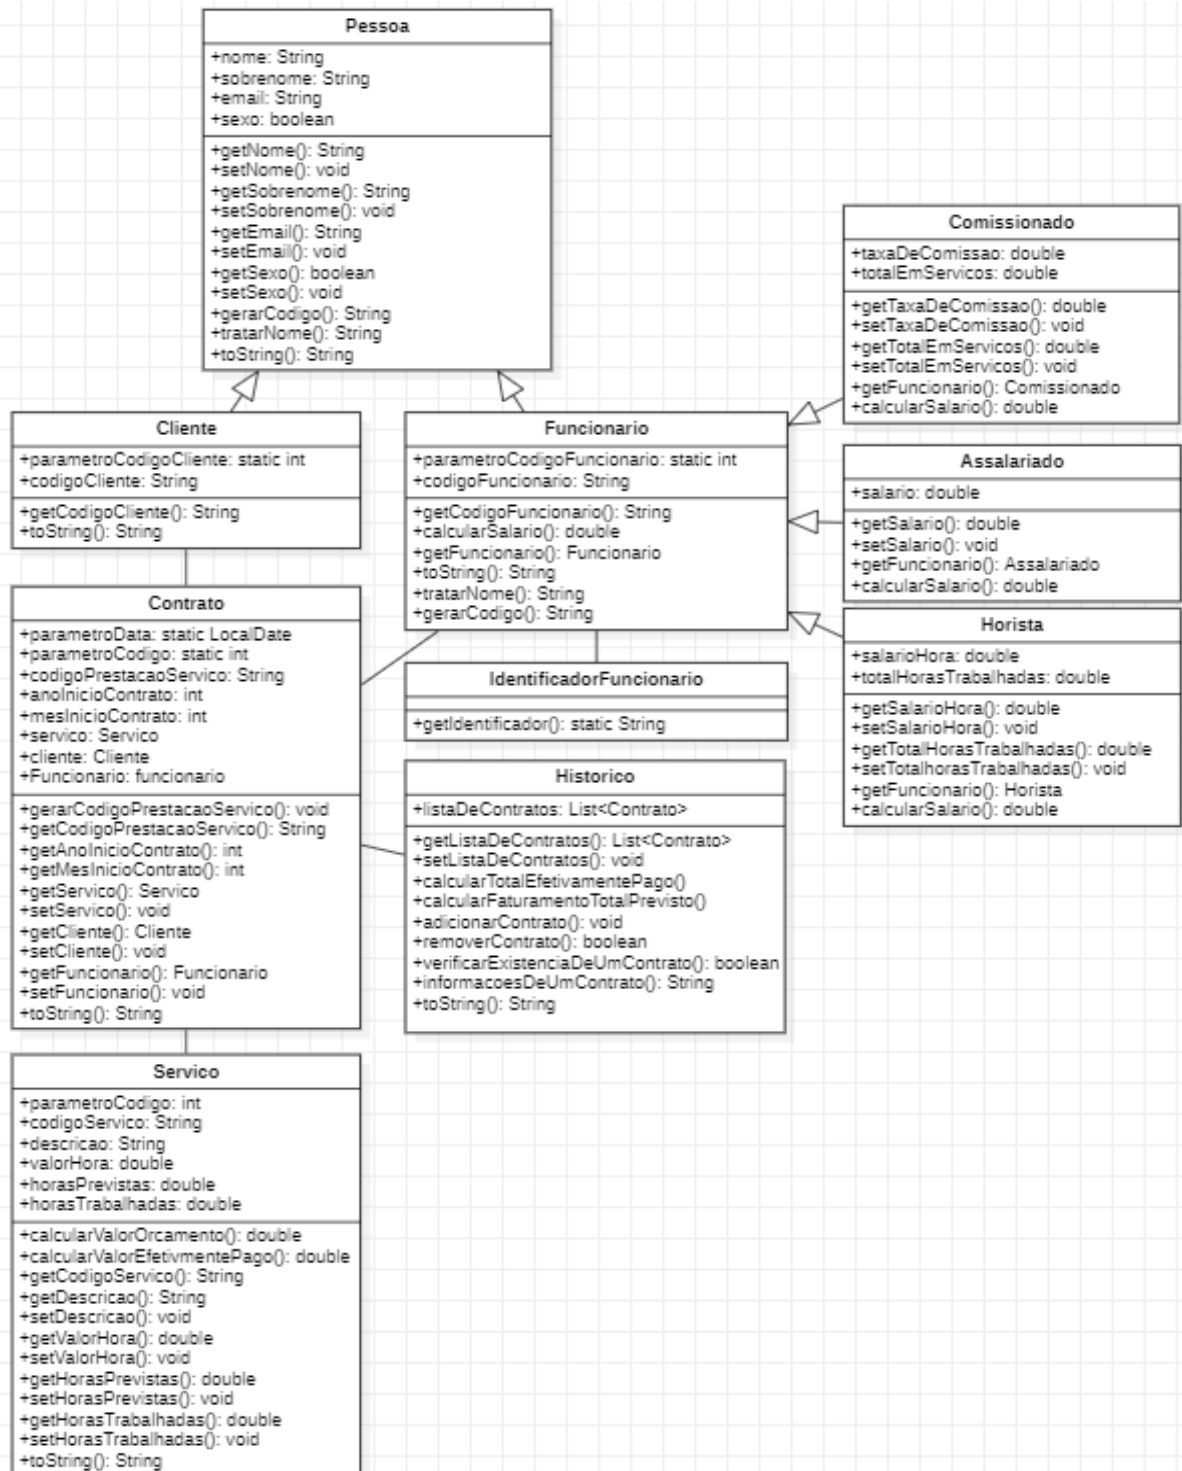 Pessoa
+nome: String
+sobrenome: String
+email: String
+sexo: boolean
+getNome(): String
+setNome(): void
+getSobrenome(): String
+setSobrenome(): void
+getEmail(): String
+setEmail(): void
+getSexo(): boolean
+setSexo(): void
+gerarCodigo(): String
+tratarNome(): String
+toString(): String
Comissionado
+taxaDeComissao: double
+totalEmServicos: double
+getTaxaDeComissao(): double
+setTaxaDeComissao(): void
+getTotalEmServicos(): double
+setTotalEmServicos(): void
+getFuncionario(): Comissionado
+calcularSalario(): double
Cliente
+parametroCodigoCliente: static int
+codigoCliente: String
+getCodigoCliente(): String
+toString(): String
Funcionario
+parametroCodigoFuncionario: static int
+codigoFuncionario: String
+getCodigoFuncionario(): String
+calcularSalario(): double
+getFuncionario(): Funcionario
+toString(): String
+tratarNome(): String
+gerarCodigo(): String
Assalariado
+salario: double
+getSalario(): double
+setSalario(): void
+getFuncionario(): Assalariado
+calcularSalario(): double
Horista
+salarioHora: double
+totalHorasTrabalhadas: double
+getSalarioHora(): double
+setSalarioHora(): void
+getTotalHorasTrabalhadas(): double
+setTotalhorasTrabalhadas(): void
+getFuncionario(): Horista
+calcularSalario(): double
Contrato
+parametroData: static LocalDate
+parametroCodigo: static int
+codigoPrestacaoServico: String
+anoInicioContrato: int
+mesInicioContrato: int
+servico: Servico
+cliente: Cliente
+Funcionario: funcionario
+gerarCodigoPrestacaoServico(): void
+getCodigoPrestacaoServico(): String
+getAnoInicioContrato(): int
+getMesInicioContrato(): int
+getServico(): Servico
+setServico(): void
+getCliente(): Cliente
+setCliente(): void
+getFuncionario(): Funcionario
+setFuncionario(): void
+toString(): String
IdentificadorFuncionario
+getIdentificador(): static String
Historico
+listaDeContratos: List<Contrato>
+getListaDeContratos(): List<Contrato>
+setListaDeContratos(): void
+calcularTotalEfetivamentePago()
+calcularFaturamentoTotalPrevisto()
+adicionarContrato(): void
+removerContrato(): boolean
+verificarExistenciaDeUmContrato(): boolean
+informacoesDeUmContrato(): String
+toString(): String
Servico
+parametroCodigo: int
+codigoServico: String
+descricao: String
+valorHora: double
+horasPrevistas: double
+horasTrabalhadas: double
+calcularValorOrcamento(): double
+calcularValorEfetivmentePago(): double
+getCodigoServico(): String
+getDescricao(): String
+setDescricao(): void
+getValorHora(): double
+setValorHora(): void
+getHorasPrevistas(): double
+setHorasPrevistas(): void
+getHorasTrabalhadas(): double
+setHorasTrabalhadas(): void
+toString(): String